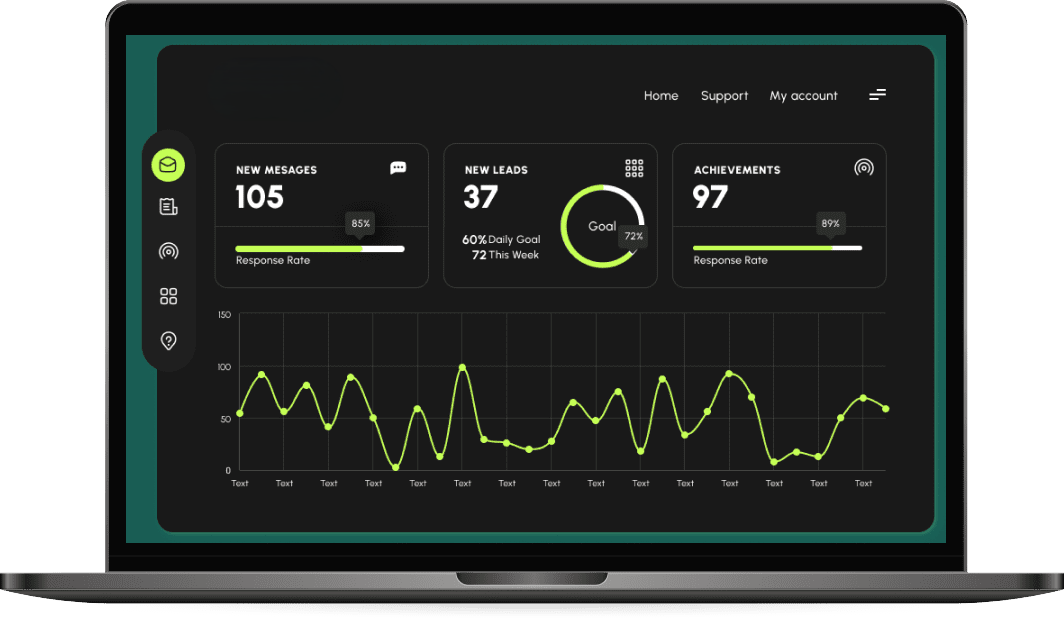 Home Support My account
NEW MESAGES
105
85%
Response Rate
NEW LEADS
37
Goal
72%
60% Daily Goal
72 This Week
ACHIEVEMENTS
97
89%
Response Rate
150
100
50
0
Text Text Text Text Text Text Text Text Text Text Text Text Text Text Text